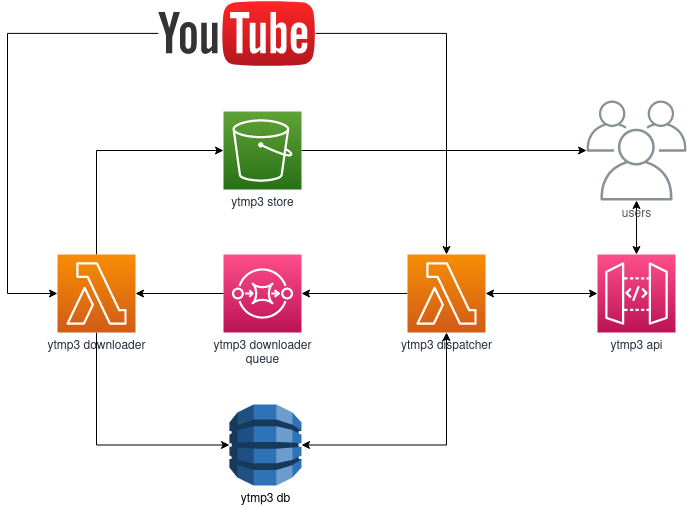 YouTube
ytmp3 store
users
ytmp3 downloader
ytmp3 downloader
queue
ytmp3 dispatcher
</>
ytmp3 api
ytmp3 db